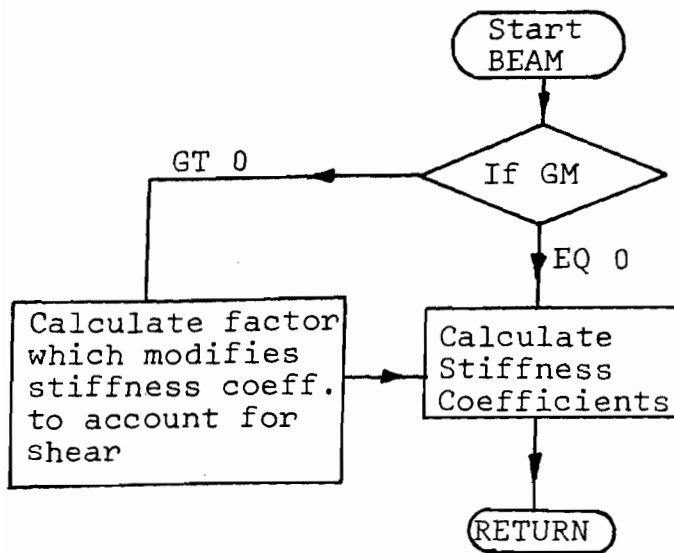 Start
BEAM
If GM
GT 0
EQ 0
Calculate factor
which modifies
stiffness coeff.
to account for
shear
Calculate
Stiffness
Coefficients
RETURN